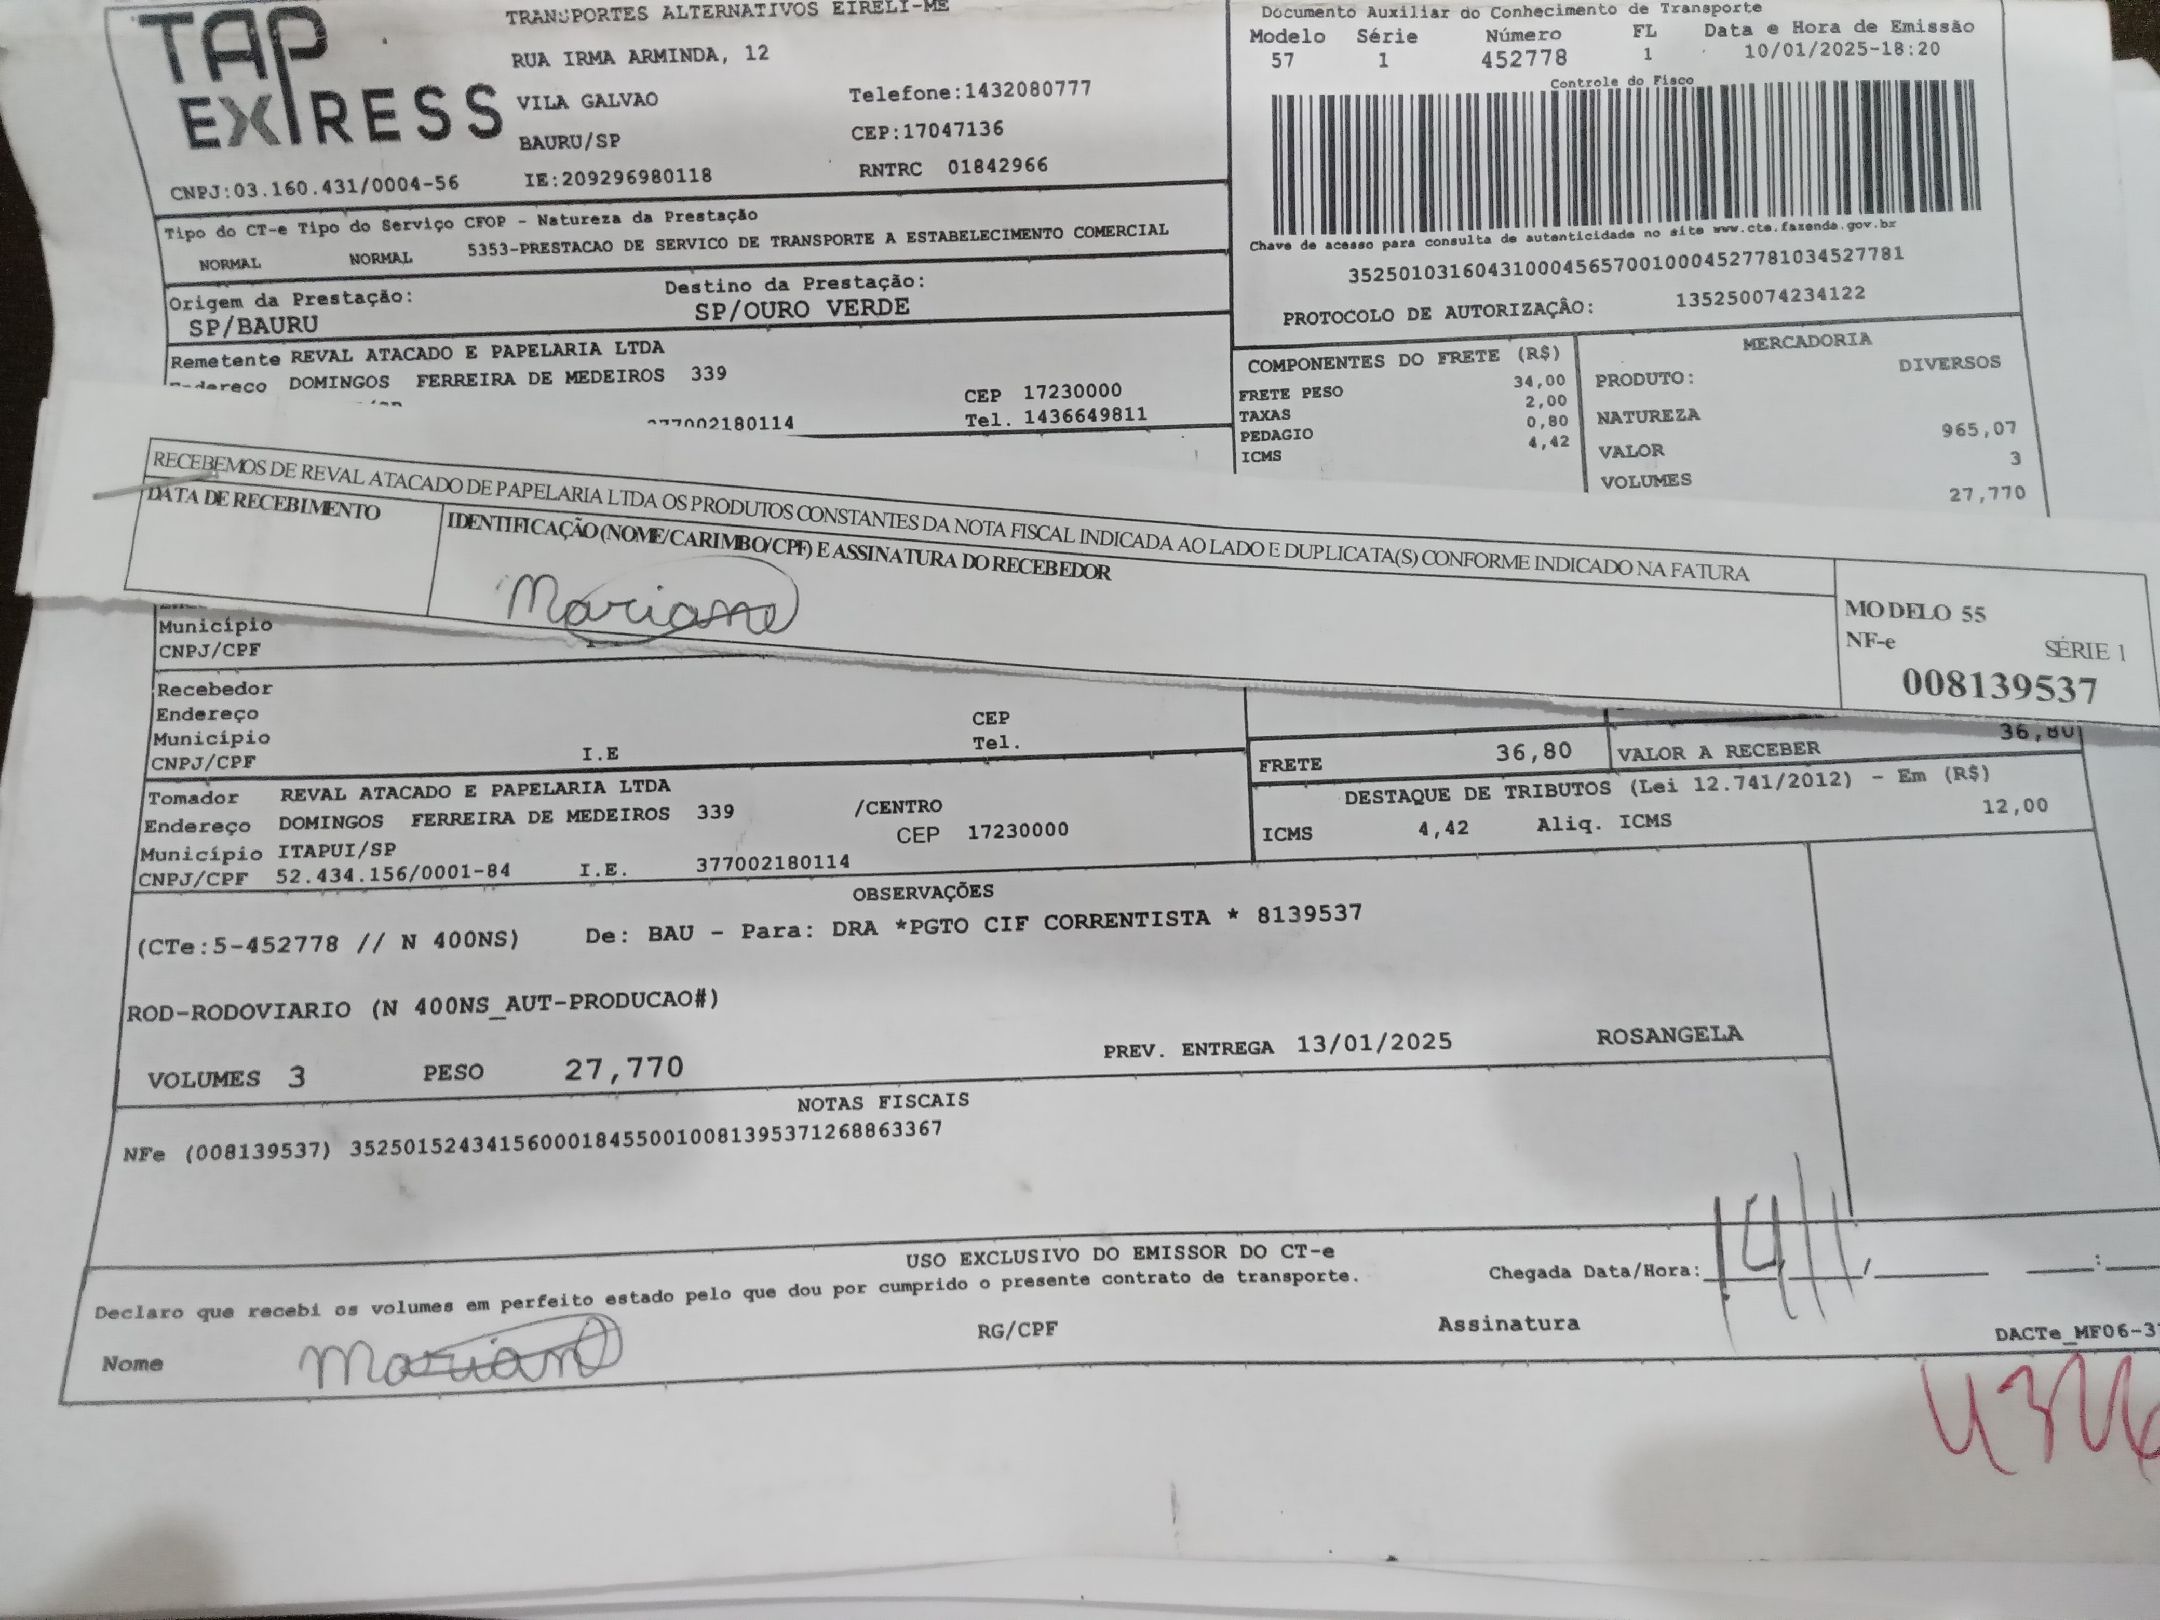 TAP
EXPRESS
TRANSPORTES ALTERNATIVOS EIRELI-ME
RUA IRMA ARMINDA, 12
VILA GALVAO Telefone:1432080777
BAURU/SP CEP:17047136
CNPJ:03.160.431/0004-56 IE:209296980118 RNTRC 01842966
Documento Auxiliar do Conhecimento de Transporte
Modelo Série Número FL Data e Hora de Emissão
57 1 452778 1 10/01/2025-18:20
Controle do Fisco
Chave de acesso para consulta de autenticidade no site www.cte.fazenda.gov.br
35250103160431000456570010004527781034527781
PROTOCOLO DE AUTORIZAÇÃO: 135250074234122
Tipo do CT-e Tipo do Serviço CFOP - Natureza da Prestação
NORMAL NORMAL 5353-PRESTACAO DE SERVICO DE TRANSPORTE A ESTABELECIMENTO COMERCIAL
Origem da Prestação: Destino da Prestação:
SP/BAURU SP/OURO VERDE
Remetente REVAL ATACADO E PAPELARIA LTDA
Endereço DOMINGOS FERREIRA DE MEDEIROS 339
CEP 17230000
377002180114 Tel. 1436649811
COMPONENTES DO FRETE (R$)
FRETE PESO 34,00
TAXAS 2,00
PEDAGIO 0,80
ICMS 4,42
MERCADORIA
PRODUTO: DIVERSOS
NATUREZA
VALOR 965,07
VOLUMES 3
27,770
RECEBEMOS DE REVAL ATACADO DE PAPELARIA LTDA OS PRODUTOS CONSTANTES DA NOTA FISCAL INDICADA AO LADO E DUPLICATA(S) CONFORME INDICADO NA FATURA
DATA DE RECEBIMENTO IDENTIFICAÇÃO (NOME/CARIMBO/CPF) E ASSINATURA DO RECEBEDOR
Mariane
MODELO 55
NF-e SÉRIE 1
008139537
Município
CNPJ/CPF
Recebedor
Endereço CEP
Município Tel.
CNPJ/CPF I.E
FRETE 36,80 VALOR A RECEBER 36,80
Tomador REVAL ATACADO E PAPELARIA LTDA
Endereço DOMINGOS FERREIRA DE MEDEIROS 339 /CENTRO
CEP 17230000
Município ITAPUI/SP
CNPJ/CPF 52.434.156/0001-84 I.E. 377002180114
DESTAQUE DE TRIBUTOS (Lei 12.741/2012) - Em (R$)
ICMS 4,42 Aliq. ICMS 12,00
OBSERVAÇÕES
(CTe:5-452778 // N 400NS) De: BAU - Para: DRA *PGTO CIF CORRENTISTA * 8139537
ROD-RODOVIARIO (N 400NS_AUT-PRODUCAO#)
VOLUMES 3 PESO 27,770 PREV. ENTREGA 13/01/2025 ROSANGELA
NOTAS FISCAIS
NFe (008139537) 35250152434156000184550010081395371268863367
USO EXCLUSIVO DO EMISSOR DO CT-e
Declaro que recebi os volumes em perfeito estado pelo que dou por cumprido o presente contrato de transporte.
Chegada Data/Hora: 14/1/
Nome Mariane RG/CPF Assinatura
DACTe_MF06-3